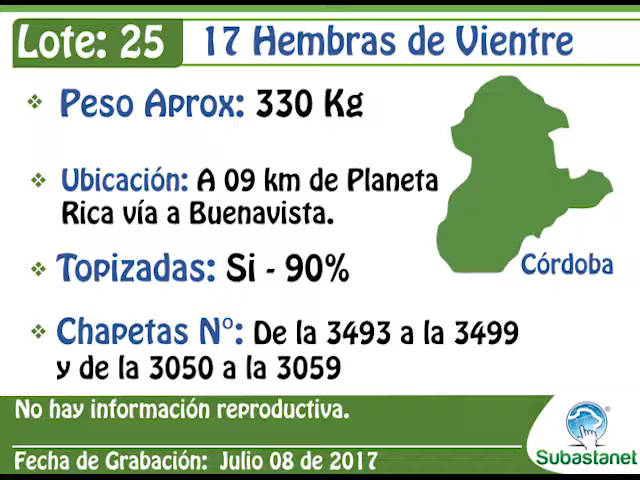 Lote: 25
17 Hembras de Vientre
Peso Aprox: 330 Kg
Ubicación: A 09 km de Planeta
Rica vía a Buenavista.
Topizadas: Si - 90%
Córdoba
Chapetas N°: De la 3493 a la 3499
y de la 3050 a la 3059
No hay información reproductiva.
Fecha de Grabación: Julio 08 de 2017
Subastanet